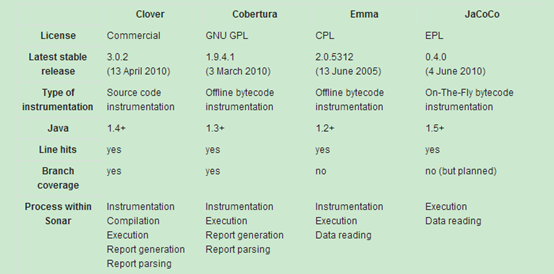 Clover Cobertura Emma JaCoCo
License Commercial GNU GPL CPL EPL
Latest stable 3.0.2 1.9.4.1 2.0.5312 0.4.0
release (13 April 2010) (3 March 2010) (13 June 2005) (4 June 2010)
Type of Source code Offline bytecode Offline bytecode On-The-Fly bytecode
instrumentation instrumentation instrumentation instrumentation instrumentation
Java 1.4+ 1.3+ 1.2+ 1.5+
Line hits yes yes yes yes
Branch yes yes no no (but planned)
coverage
Process within Instrumentation Instrumentation Instrumentation Execution
Sonar Compilation Execution Execution Data reading
Execution Report generation Data reading
Report generation Report parsing
Report parsing